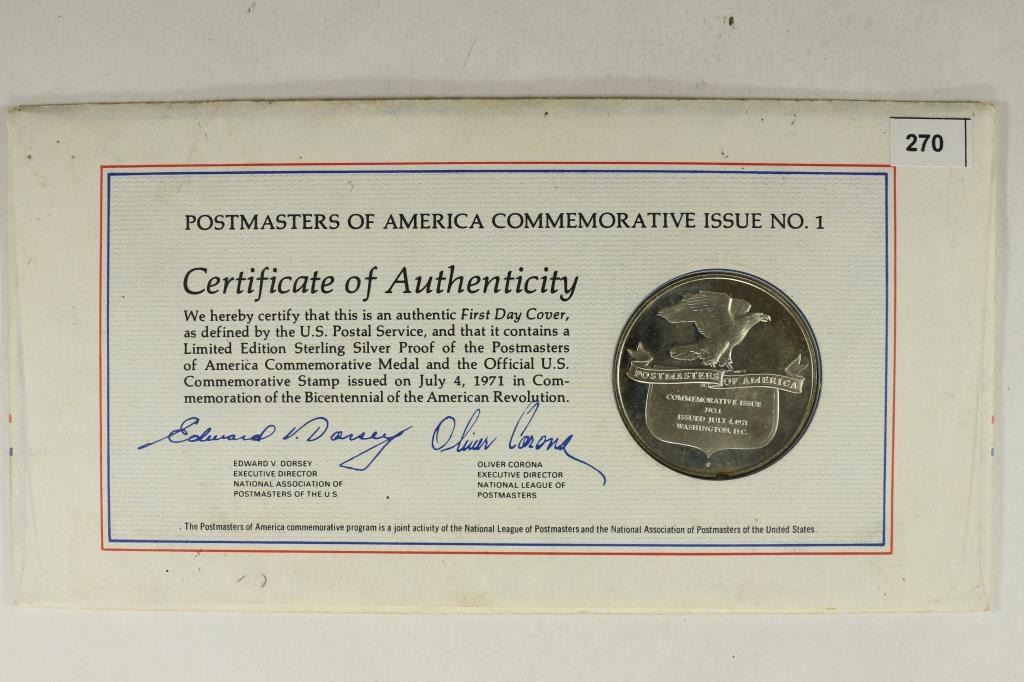 270
POSTMASTERS OF AMERICA COMMEMORATIVE ISSUE NO. 1
Certificate of Authenticity
We hereby certify that this is an authentic First Day Cover,
as defined by the U.S. Postal Service, and that it contains a
Limited Edition Sterling Silver Proof of the Postmasters
of America Commemorative Medal and the Official U.S.
Commemorative Stamp issued on July 4, 1971 in Com-
memoration of the Bicentennial of the American Revolution.
Edward V. Dorsey
EDWARD V. DORSEY
EXECUTIVE DIRECTOR
NATIONAL ASSOCIATION OF
POSTMASTERS OF THE U.S.
Oliver Corona
OLIVER CORONA
EXECUTIVE DIRECTOR
NATIONAL LEAGUE OF
POSTMASTERS
POSTMASTERS OF AMERICA
COMMEMORATIVE ISSUE
NO.1
ISSUED JULY 4, 1971
WASHINGTON, D.C.
The Postmasters of America commemorative program is a joint activity of the National League of Postmasters and the National Association of Postmasters of the United States.